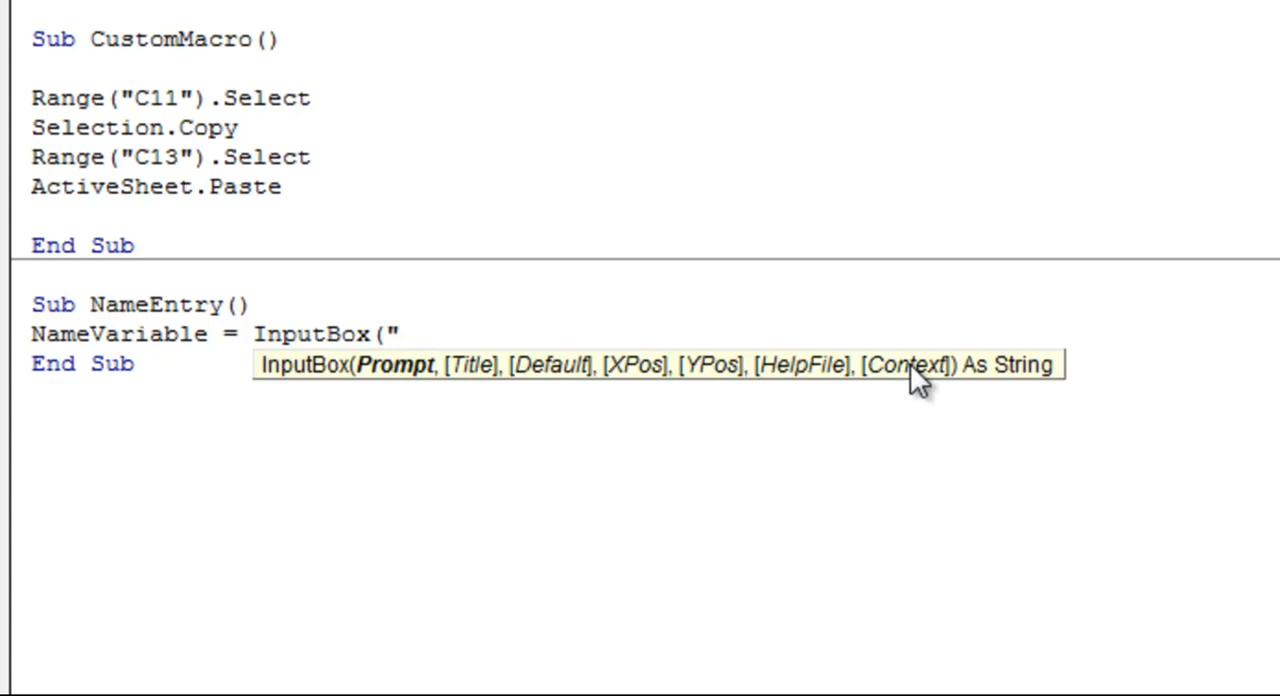 Sub CustomMacro()
Range("C11").Select
Selection.Copy
Range("C13").Select
ActiveSheet.Paste
End Sub
Sub NameEntry()
NameVariable = InputBox("
End Sub
InputBox(Prompt, [Title], [Default], [XPos], [YPos], [HelpFile], [Context]) As String